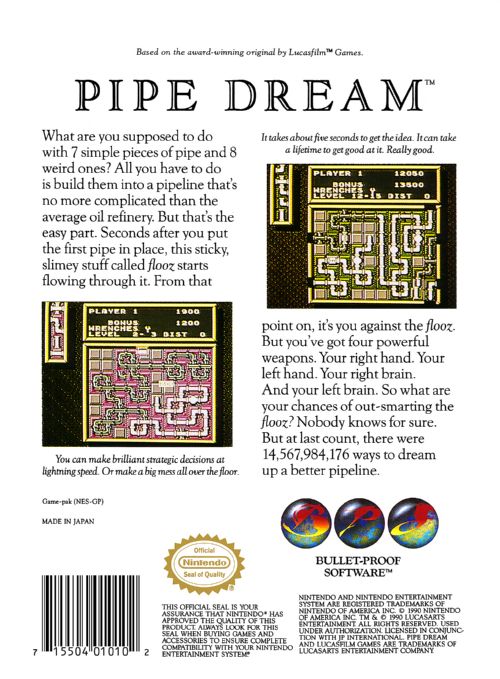 Based on the award-winning original by Lucasfilm™ Games.
PIPE DREAM™
What are you supposed to do
with 7 simple pieces of pipe and 8
weird ones? All you have to do
is build them into a pipeline that's
no more complicated than the
average oil refinery. But that's the
easy part. Seconds after you put
the first pipe in place, this sticky,
slimey stuff called flooz starts
flowing through it. From that
PLAYER 1 1900
BONUS 1200
WRENCHES
LEVEL 2- 3 DIST 0
You can make brilliant strategic decisions at
lightning speed. Or make a big mess all over the floor.
It takes about five seconds to get the idea. It can take
a lifetime to get good at it. Really good.
PLAYER 1 12050
BONUS 13500
WRENCHES
LEVEL 12-15 DIST 0
point on, it's you against the flooz.
But you've got four powerful
weapons. Your right hand. Your
left hand. Your right brain.
And your left brain. So what are
your chances of out-smarting the
flooz? Nobody knows for sure.
But at last count, there were
14,567,984,176 ways to dream
up a better pipeline.
Game-pak (NES-GP)
MADE IN JAPAN
BULLET-PROOF
SOFTWARE™
Official
Nintendo
Seal of Quality
7 15504 01010 2
THIS OFFICIAL SEAL IS YOUR
ASSURANCE THAT NINTENDO® HAS
APPROVED THE QUALITY OF THIS
PRODUCT. ALWAYS LOOK FOR THIS
SEAL WHEN BUYING GAMES AND
ACCESSORIES TO ENSURE COMPLETE
COMPATIBILITY WITH YOUR NINTENDO
ENTERTAINMENT SYSTEM®
NINTENDO AND NINTENDO ENTERTAINMENT
SYSTEM ARE REGISTERED TRADEMARKS OF
NINTENDO OF AMERICA INC. © 1990 NINTENDO
OF AMERICA INC. TM & © 1990 LUCASARTS
ENTERTAINMENT ALL RIGHTS RESERVED. USED
UNDER AUTHORIZATION. LICENSED IN CONJUNC-
TION WITH JP INTERNATIONAL. PIPE DREAM
AND LUCASFILM GAMES ARE TRADEMARKS OF
LUCASARTS ENTERTAINMENT COMPANY.